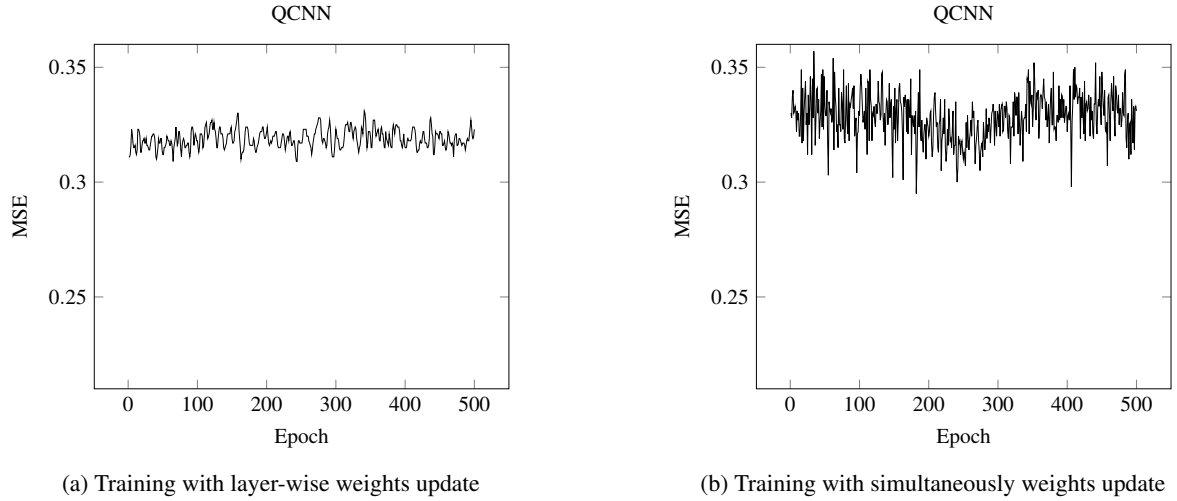 QCNN
0.35
0.3
0.25
MSE
0 100 200 300 400 500
Epoch
(a) Training with layer-wise weights update
QCNN
0.35
0.3
0.25
MSE
0 100 200 300 400 500
Epoch
(b) Training with simultaneously weights update